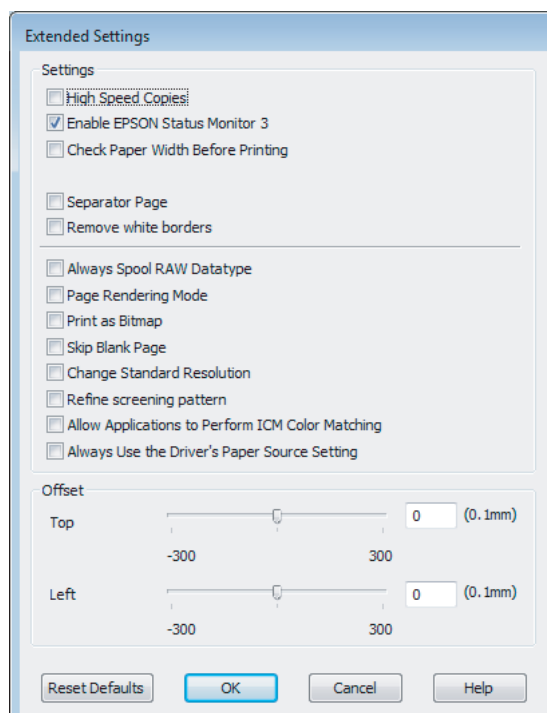 Extended Settings
Settings
High Speed Copies
Enable EPSON Status Monitor 3
Check Paper Width Before Printing
Separator Page
Remove white borders
Always Spool RAW Datatype
Page Rendering Mode
Print as Bitmap
Skip Blank Page
Change Standard Resolution
Refine screening pattern
Allow Applications to Perform ICM Color Matching
Always Use the Driver's Paper Source Setting
Offset
Top 0 (0.1mm)
-300 300
Left 0 (0.1mm)
-300 300
Reset Defaults OK Cancel Help